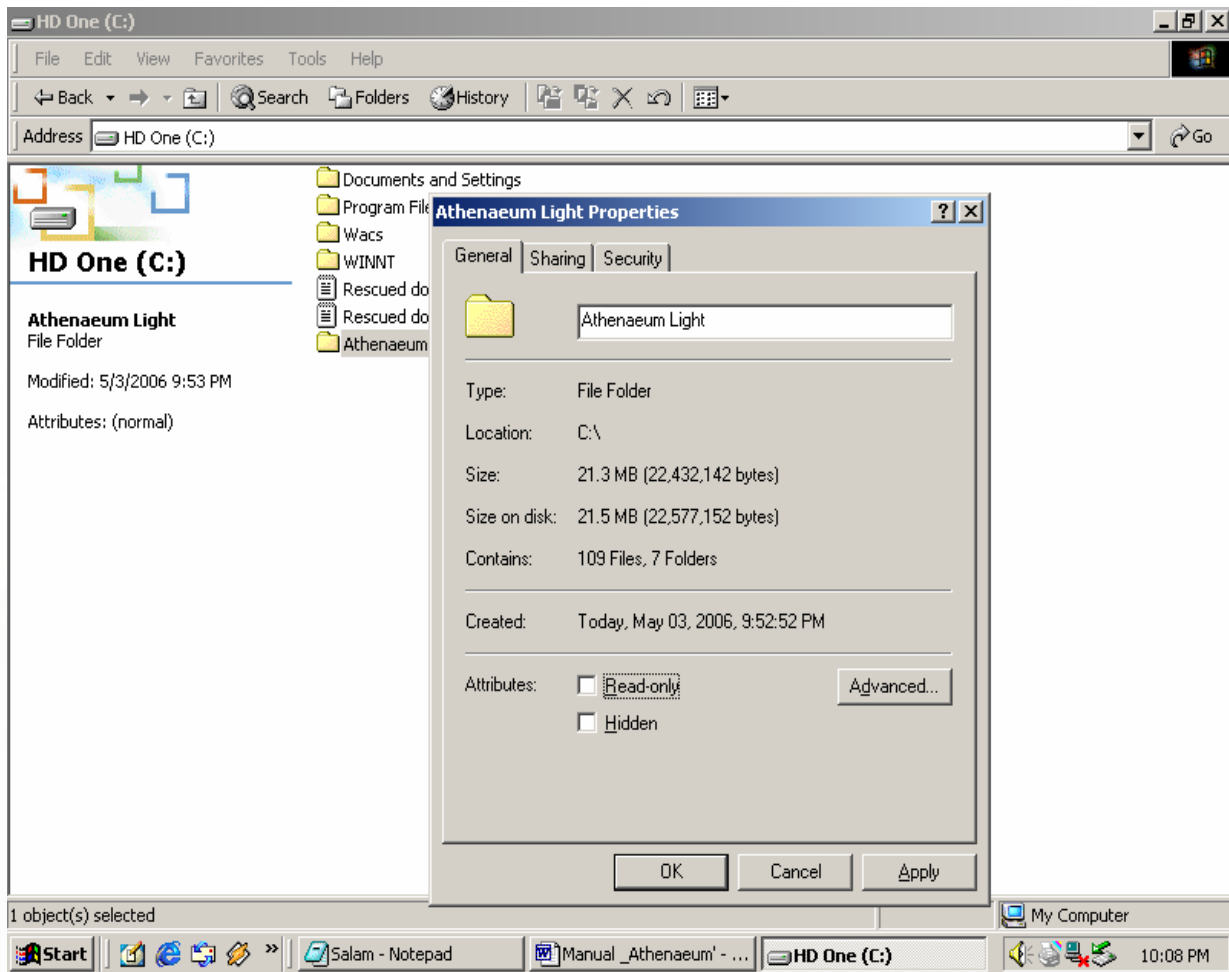 HD One (C:)
File Edit View Favorites Tools Help
Back Search Folders History
Address HD One (C:) Go
HD One (C:)
Athenaeum Light
File Folder
Modified: 5/3/2006 9:53 PM
Attributes: (normal)
Documents and Settings
Program File
Wacs
WINNT
Rescued do
Rescued do
Athenaeum
Athenaeum Light Properties
General Sharing Security
Athenaeum Light
Type: File Folder
Location: C:\
Size: 21.3 MB (22,432,142 bytes)
Size on disk: 21.5 MB (22,577,152 bytes)
Contains: 109 Files, 7 Folders
Created: Today, May 03, 2006, 9:52:52 PM
Attributes: Read-only Advanced...
Hidden
OK Cancel Apply
1 object(s) selected My Computer
Start » Salam - Notepad Manual _Athenaeum' - ... HD One (C:) 10:08 PM